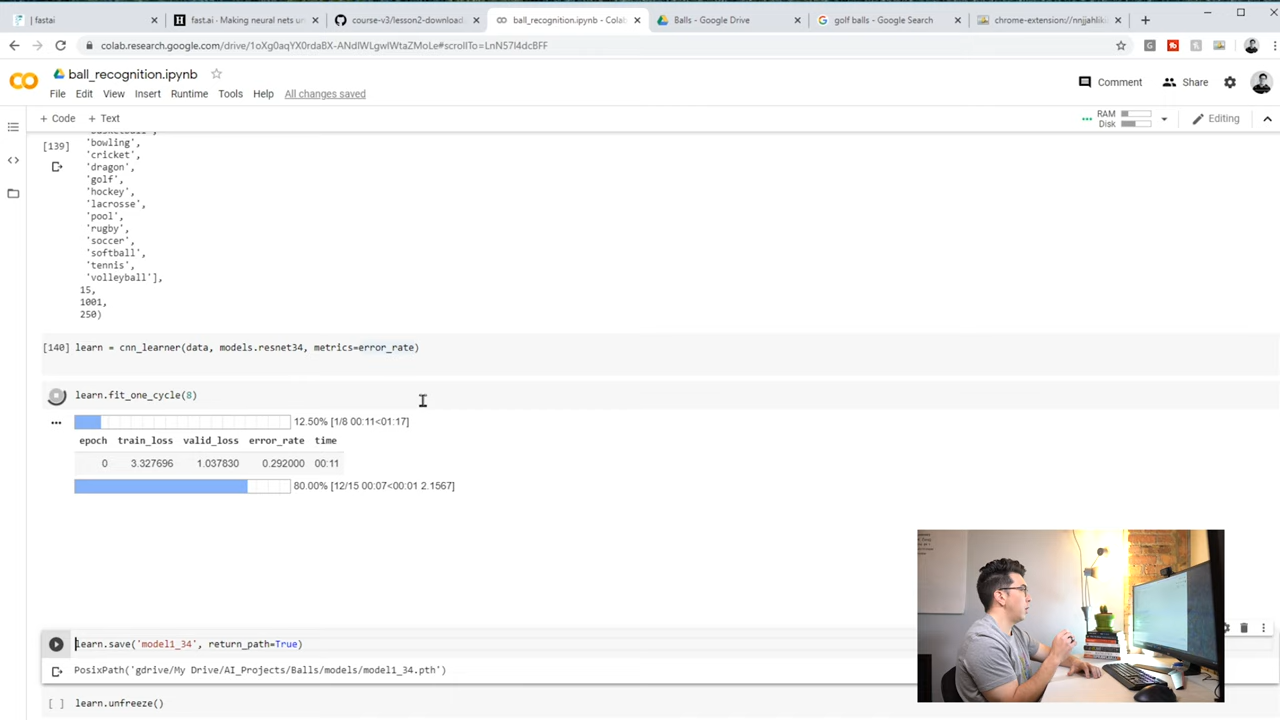 | fastai
fast.ai · Making neural nets un
course-v3/lesson2-download.
ball_recognition.ipynb - Colab
Balls - Google Drive
golf balls - Google Search
chrome-extension://nnjjahlik
colab.research.google.com/drive/1oXg0aqYX0rdaBX-ANdIWLgwIWtaZMoLe#scrollTo=LnN57I4dcBFF
ball_recognition.ipynb
Comment
Share
File Edit View Insert Runtime Tools Help All changes saved
+ Code + Text
RAM
Disk
Editing
[139]
'bowling',
'cricket',
'dragon',
'golf',
'hockey',
'lacrosse',
'pool',
'rugby',
'soccer',
'softball',
'tennis',
'volleyball'],
15,
1001,
250)
[140] learn = cnn_learner(data, models.resnet34, metrics=error_rate)
learn.fit_one_cycle(8)
12.50% [1/8 00:11<01:17]
epoch train_loss valid_loss error_rate time
0 3.327696 1.037830 0.292000 00:11
80.00% [12/15 00:07<00:01 2.1567]
learn.save('model1_34', return_path=True)
PosixPath('gdrive/My Drive/AI_Projects/Balls/models/model1_34.pth')
[ ] learn.unfreeze()